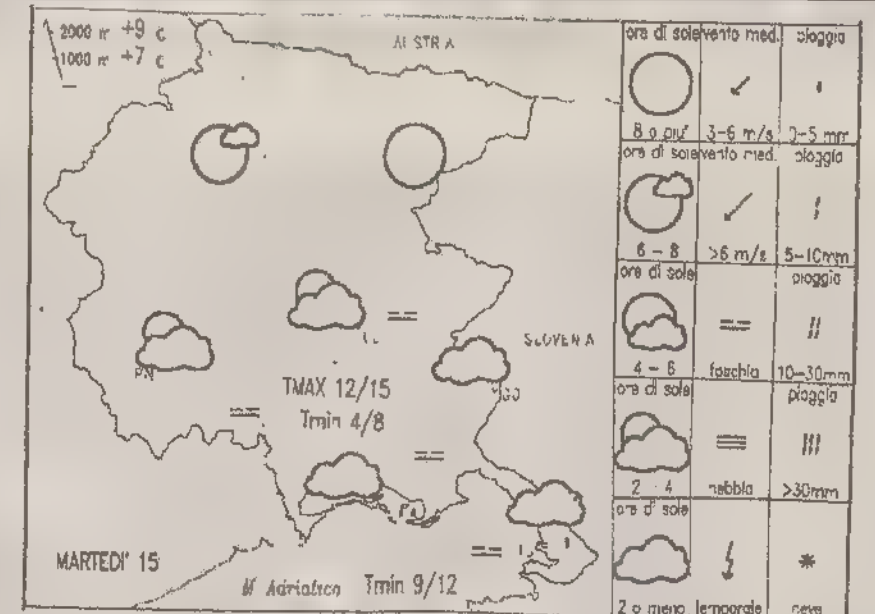 2000 m +9 C
1000 m +7 C
AUSTRIA
SLOVENIA
PN
GO
TMAX 12/15
Tmin 4/8
MARTEDI' 15
M Adriatico
Tmin 9/12
ore di sole vento med. pioggia
8 o piu' 3-6 m/s 0-5 mm
ore di sole vento med. pioggia
6 - 8 >6 m/s 5-10mm
ore di sole pioggia
4 - 6 foschia 10-30mm
ore di sole pioggia
2 - 4 nebbia >30mm
ore di sole
2 o meno temporale neve